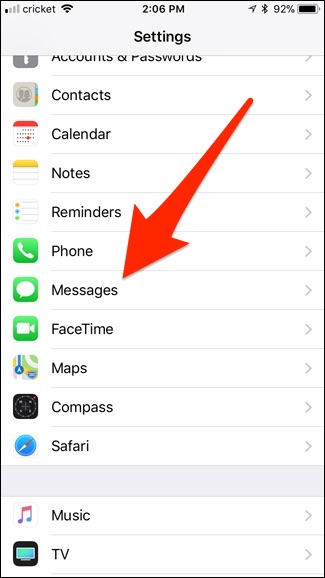 cricket 2:06 PM 92%
Settings
Accounts & Passwords
Contacts
Calendar
Notes
Reminders
Phone
Messages
FaceTime
Maps
Compass
Safari
Music
TV